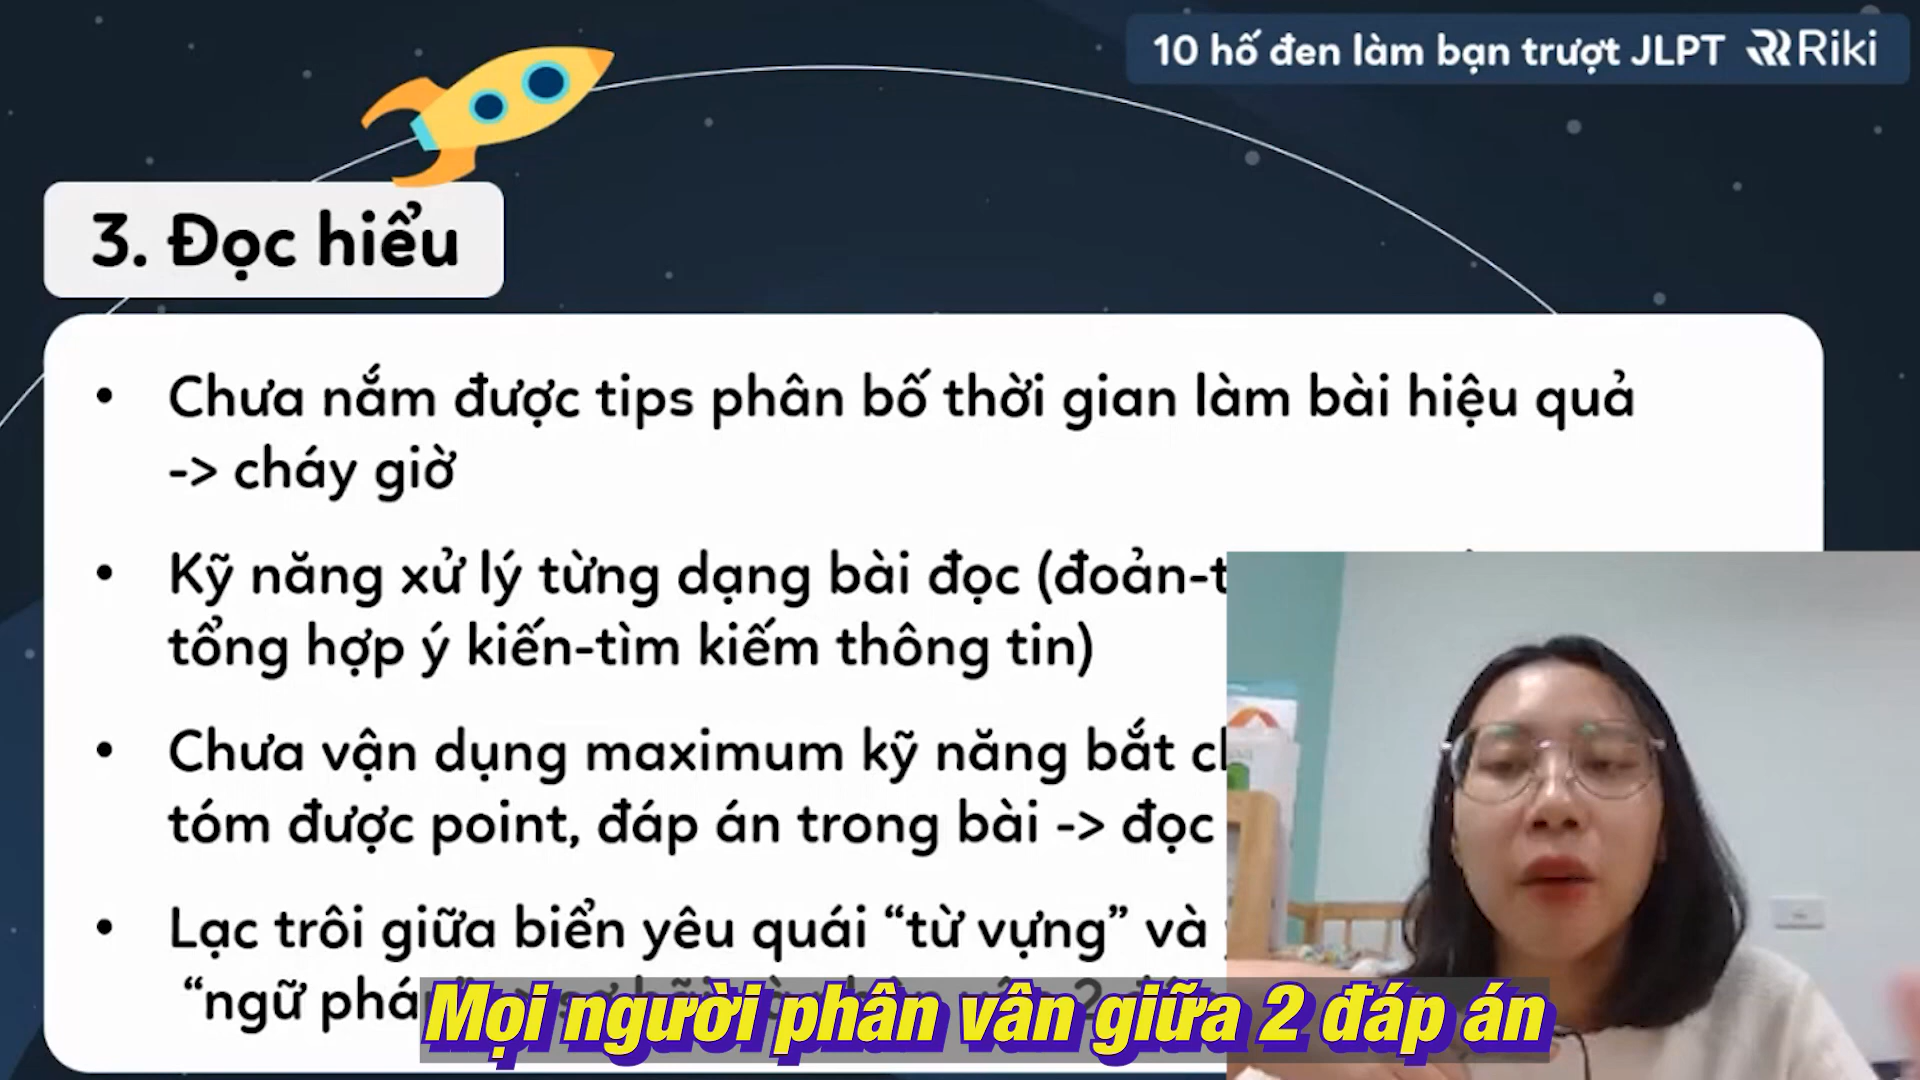 10 hố đen làm bạn trượt JLPT Riki
3. Đọc hiểu
• Chưa nắm được tips phân bố thời gian làm bài hiệu quả
-> cháy giờ
• Kỹ năng xử lý từng dạng bài đọc (đoản-t
tổng hợp ý kiến-tìm kiếm thông tin)
• Chưa vận dụng maximum kỹ năng bắt
tóm được point, đáp án trong bài -> đọc
• Lạc trôi giữa biển yêu quái “từ vựng” và
“ngữ
Mọi người phân vân giữa 2 đáp án